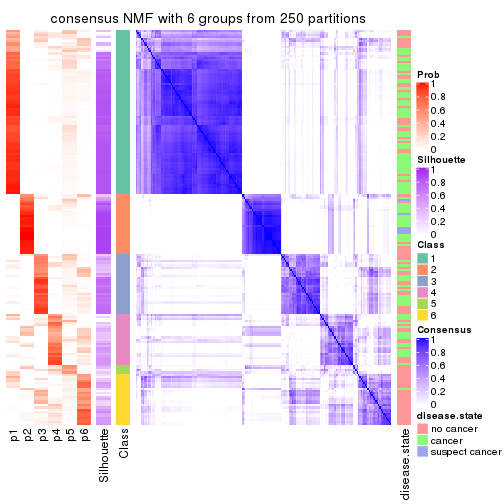 consensus NMF with 6 groups from 250 partitions
Prob
1
0.8
0.6
0.4
0.2
0
Silhouette
1
0.8
0.6
0.4
0.2
0
Class
1
2
3
4
5
6
Consensus
1
0.8
0.6
0.4
0.2
0
disease.state
no cancer
cancer
suspect cancer
p1
p2
p3
p4
p5
p6
Silhouette
Class
disease.state